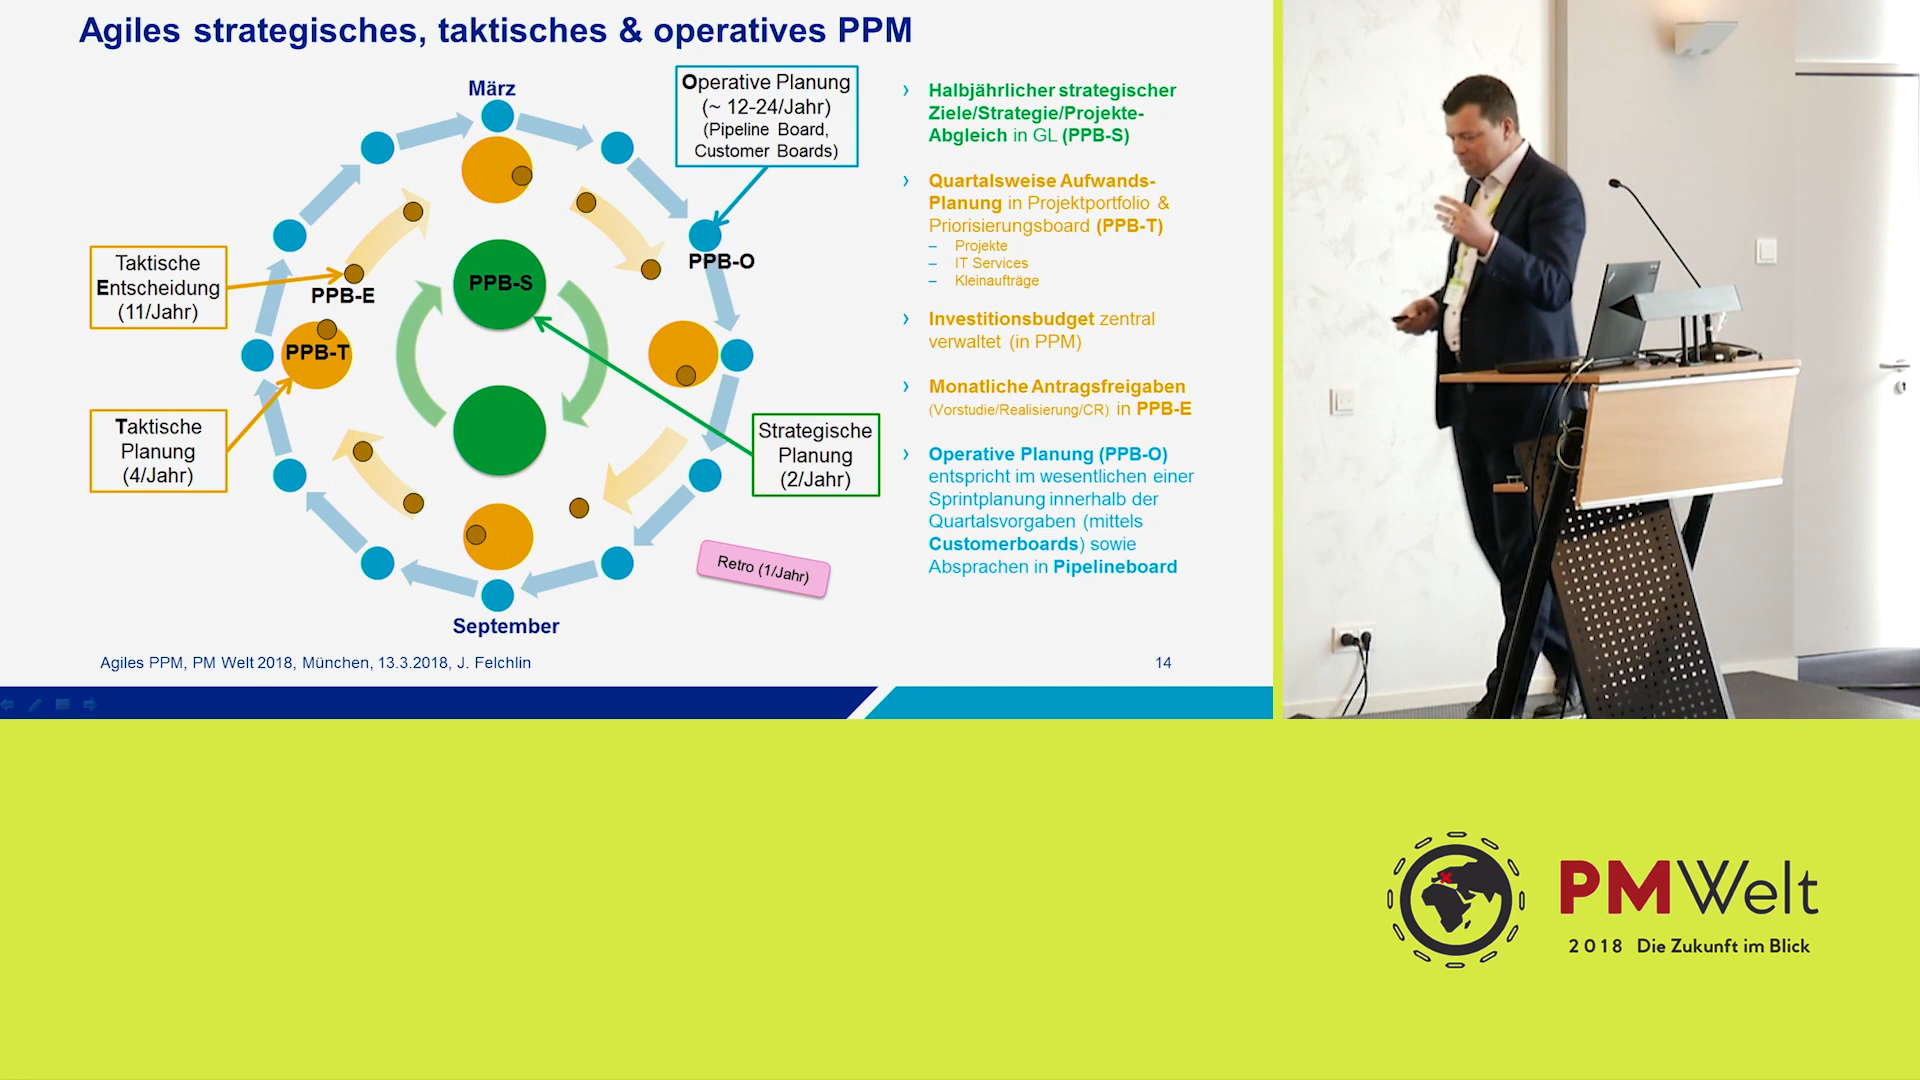 Agiles strategisches, taktisches & operatives PPM
März
Operative Planung
(~ 12-24/Jahr)
(Pipeline Board,
Customer Boards)
PPB-O
Taktische
Entscheidung
(11/Jahr)
PPB-E
PPB-S
PPB-T
Taktische
Planung
(4/Jahr)
Strategische
Planung
(2/Jahr)
Retro (1/Jahr)
September
› Halbjährlicher strategischer
Ziele/Strategie/Projekte-
Abgleich in GL (PPB-S)
› Quartalsweise Aufwands-
Planung in Projektportfolio &
Priorisierungsboard (PPB-T)
– Projekte
– IT Services
– Kleinaufträge
› Investitionsbudget zentral
verwaltet (in PPM)
› Monatliche Antragsfreigaben
(Vorstudie/Realisierung/CR) in PPB-E
› Operative Planung (PPB-O)
entspricht im wesentlichen einer
Sprintplanung innerhalb der
Quartalsvorgaben (mittels
Customerboards) sowie
Absprachen in Pipelineboard
Agiles PPM, PM Welt 2018, München, 13.3.2018, J. Felchlin
14
PMWelt
2018 Die Zukunft im Blick